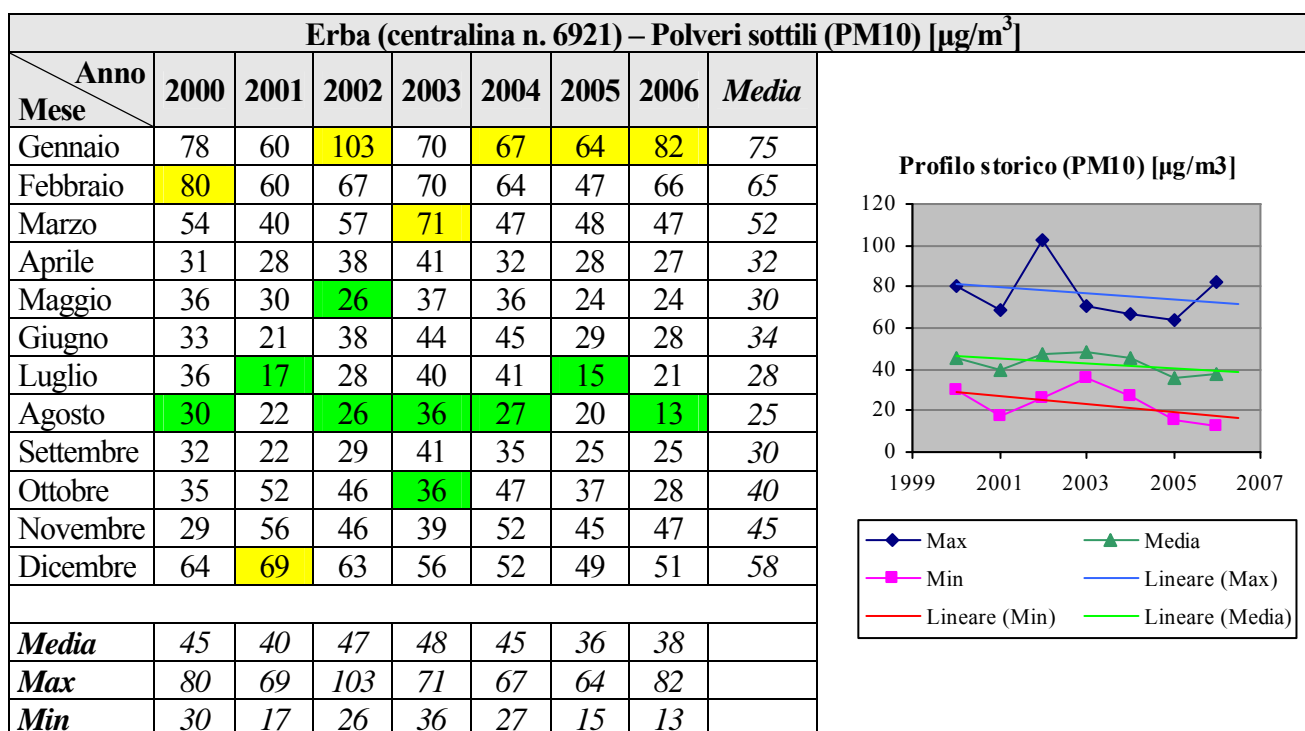 Erba (centralina n. 6921) – Polveri sottili (PM10) [μg/m³]
Anno
Mese 2000 2001 2002 2003 2004 2005 2006 Media
Gennaio 78 60 103 70 67 64 82 75
Febbraio 80 60 67 70 64 47 66 65
Marzo 54 40 57 71 47 48 47 52
Aprile 31 28 38 41 32 28 27 32
Maggio 36 30 26 37 36 24 24 30
Giugno 33 21 38 44 45 29 28 34
Luglio 36 17 28 40 41 15 21 28
Agosto 30 22 26 36 27 20 13 25
Settembre 32 22 29 41 35 25 25 30
Ottobre 35 52 46 36 47 37 28 40
Novembre 29 56 46 39 52 45 47 45
Dicembre 64 69 63 56 52 49 51 58
Media 45 40 47 48 45 36 38
Max 80 69 103 71 67 64 82
Min 30 17 26 36 27 15 13
Profilo storico (PM10) [μg/m3]
120
100
80
60
40
20
0
1999 2001 2003 2005 2007
Max Media
Min Lineare (Max)
Lineare (Min) Lineare (Media)